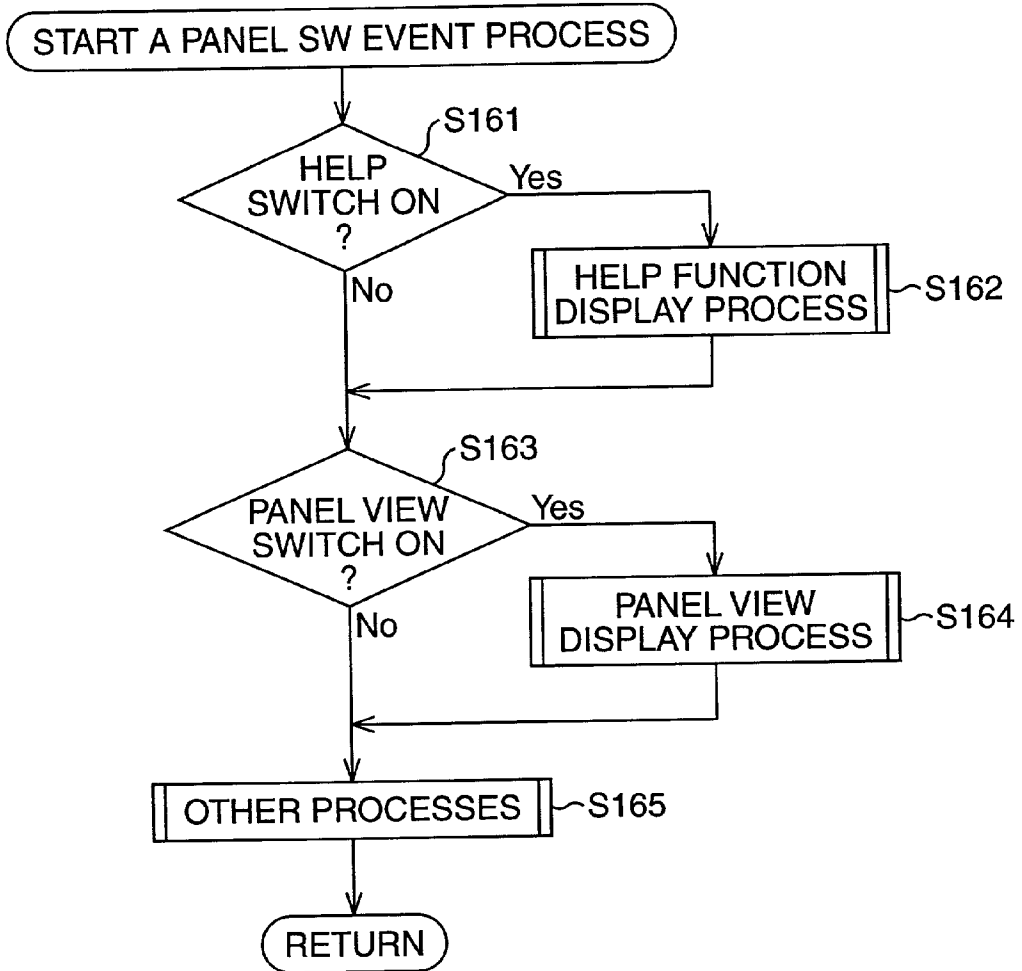 START A PANEL SW EVENT PROCESS
S161
HELP
SWITCH ON
?
Yes
No
HELP FUNCTION
DISPLAY PROCESS
S162
S163
PANEL VIEW
SWITCH ON
?
Yes
No
PANEL VIEW
DISPLAY PROCESS
S164
OTHER PROCESSES
S165
RETURN